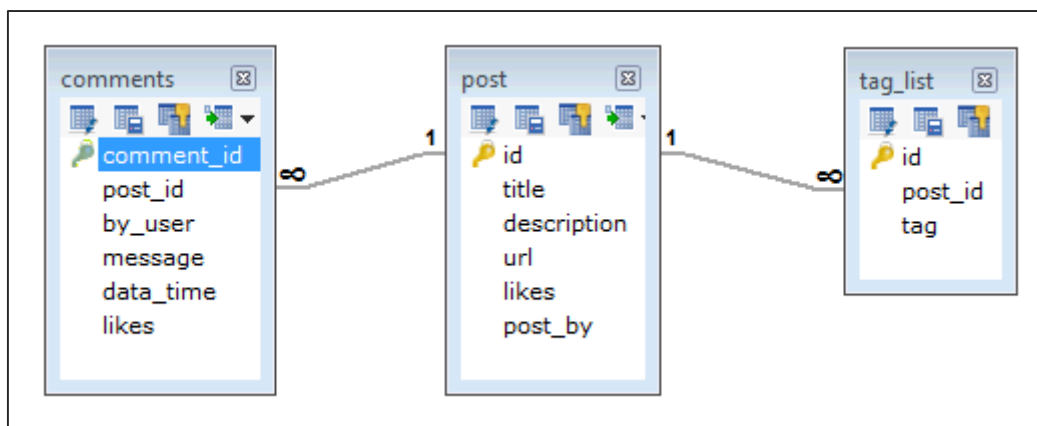 comments
comment_id
post_id
by_user
message
data_time
likes
∞
1
post
id
title
description
url
likes
post_by
1
∞
tag_list
id
post_id
tag